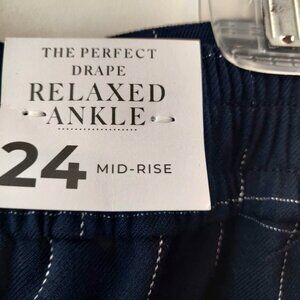 THE PERFECT
DRAPE
RELAXED
ANKLE
24 MID-RISE